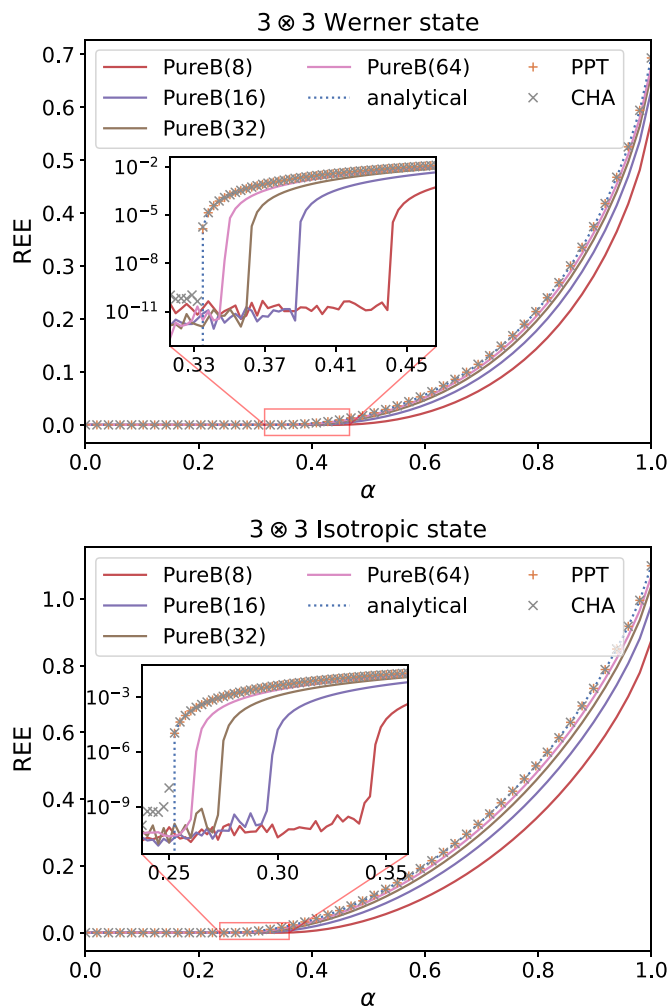 3 ⊗ 3 Werner state
0.7
0.6
0.5
0.4
0.3
0.2
0.1
0.0
REE
PureB(8)
PureB(16)
PureB(32)
PureB(64)
analytical
PPT
CHA
10⁻²
10⁻⁵
10⁻⁸
10⁻¹¹
0.33 0.37 0.41 0.45
0.0 0.2 0.4 0.6 0.8 1.0
α
3 ⊗ 3 Isotropic state
1.0
0.8
0.6
0.4
0.2
0.0
REE
PureB(8)
PureB(16)
PureB(32)
PureB(64)
analytical
PPT
CHA
10⁻³
10⁻⁶
10⁻⁹
0.25 0.30 0.35
0.0 0.2 0.4 0.6 0.8 1.0
α